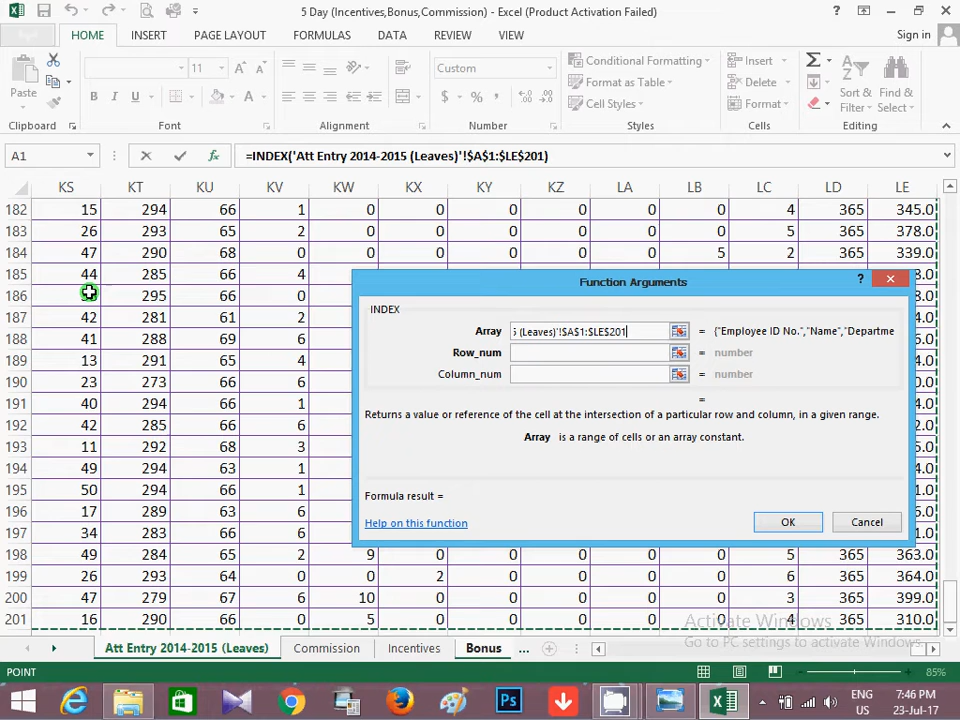 5 Day (Incentives,Bonus,Commission) - Excel (Product Activation Failed)
HOME INSERT PAGE LAYOUT FORMULAS DATA REVIEW VIEW Sign in
Paste
11
Custom
Conditional Formatting
Format as Table
Cell Styles
Insert
Delete
Format
Sort & Filter
Find & Select
Clipboard Font Alignment Number Styles Cells Editing
A1 =INDEX('Att Entry 2014-2015 (Leaves)'!$A$1:$LE$201)
KS KT KU KV KW KX KY KZ LA LB LC LD LE
182 15 294 66 1 0 0 0 0 0 0 4 365 345.0
183 26 293 65 2 0 0 0 0 0 0 5 365 378.0
184 47 290 68 0 0 0 0 0 0 5 2 365 339.0
185 44 285 66 4
186 295 66 0
187 42 281 61 2
188 41 288 69 6
189 13 291 65 4
190 23 273 66 6
191 40 294 66 6
192 42 285 66 6
193 11 292 68 3
194 49 294 63 1
195 50 294 66 1
196 17 289 63 6
197 34 283 66 6
198 49 284 65 2 9 0 0 0 0 0 5 365 363.0
199 26 293 64 0 0 2 0 0 0 0 6 365 364.0
200 47 279 67 6 10 0 0 0 0 0 3 365 399.0
201 16 290 66 0 5 0 0 0 0 0 4 365 310.0
Function Arguments
INDEX
Array 5 (Leaves)'!$A$1:$LE$201 = {"Employee ID No.","Name","Departme
Row_num = number
Column_num = number
=
Returns a value or reference of the cell at the intersection of a particular row and column, in a given range.
Array is a range of cells or an array constant.
Formula result =
Help on this function
OK Cancel
Activate Windows
Go to PC settings to activate Windows.
Att Entry 2014-2015 (Leaves) Commission Incentives Bonus ...
POINT 85%
ENG US
7:46 PM
23-Jul-17